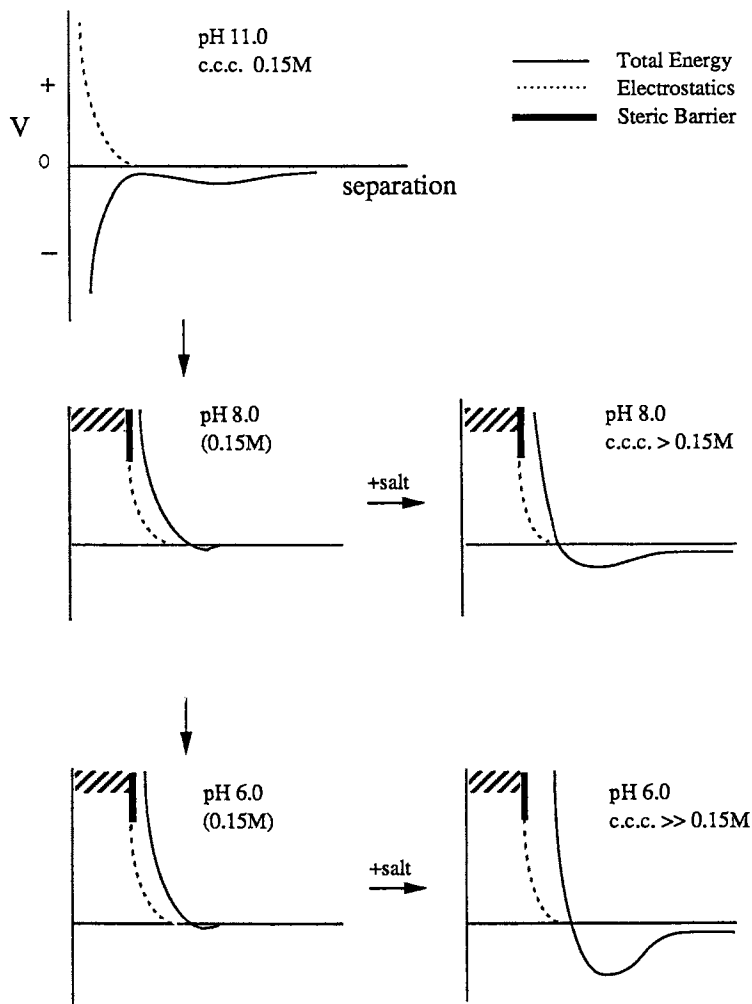 pH 11.0
c.c.c. 0.15M
Total Energy
Electrostatics
Steric Barrier
+
V
0
separation
−
pH 8.0
(0.15M)
+salt
pH 8.0
c.c.c. > 0.15M
pH 6.0
(0.15M)
+salt
pH 6.0
c.c.c. >> 0.15M